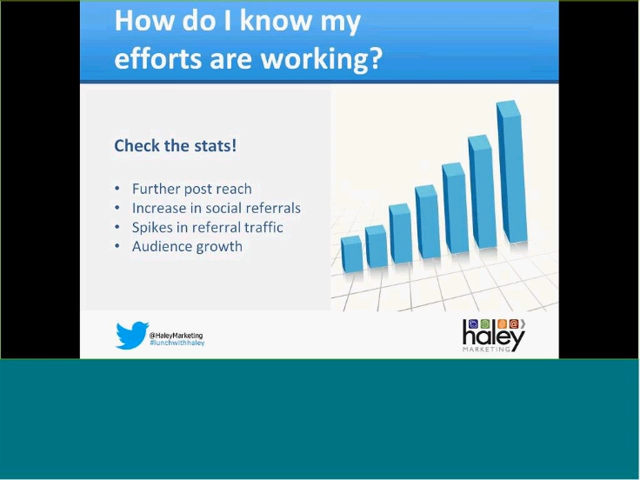 How do I know my
efforts are working?
Check the stats!
• Further post reach
• Increase in social referrals
• Spikes in referral traffic
• Audience growth
@HaleyMarketing
#lunchwithhaley
haley
MARKETING